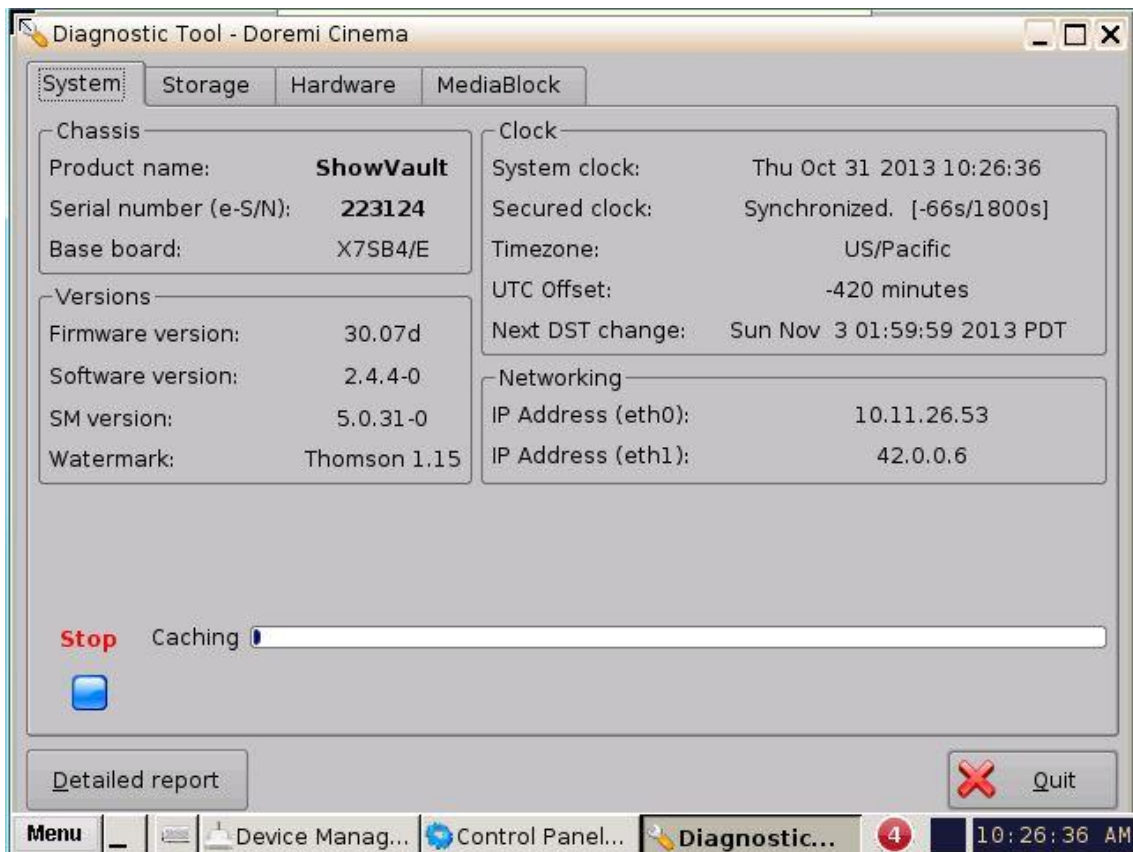 Diagnostic Tool - Doremi Cinema
System Storage Hardware MediaBlock
Chassis
Product name: ShowVault
Serial number (e-S/N): 223124
Base board: X7SB4/E
Versions
Firmware version: 30.07d
Software version: 2.4.4-0
SM version: 5.0.31-0
Watermark: Thomson 1.15
Clock
System clock: Thu Oct 31 2013 10:26:36
Secured clock: Synchronized. [-66s/1800s]
Timezone: US/Pacific
UTC Offset: -420 minutes
Next DST change: Sun Nov 3 01:59:59 2013 PDT
Networking
IP Address (eth0): 10.11.26.53
IP Address (eth1): 42.0.0.6
Stop Caching
Detailed report Quit
Menu _ Device Manag... Control Panel... Diagnostic... 4 10:26:36 AM